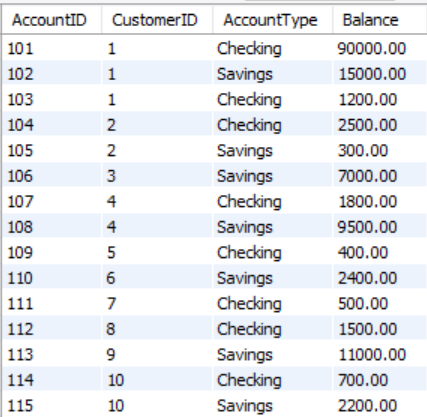 AccountID CustomerID AccountType Balance
101 1 Checking 90000.00
102 1 Savings 15000.00
103 1 Checking 1200.00
104 2 Checking 2500.00
105 2 Savings 300.00
106 3 Savings 7000.00
107 4 Checking 1800.00
108 4 Savings 9500.00
109 5 Checking 400.00
110 6 Savings 2400.00
111 7 Checking 500.00
112 8 Checking 1500.00
113 9 Savings 11000.00
114 10 Checking 700.00
115 10 Savings 2200.00